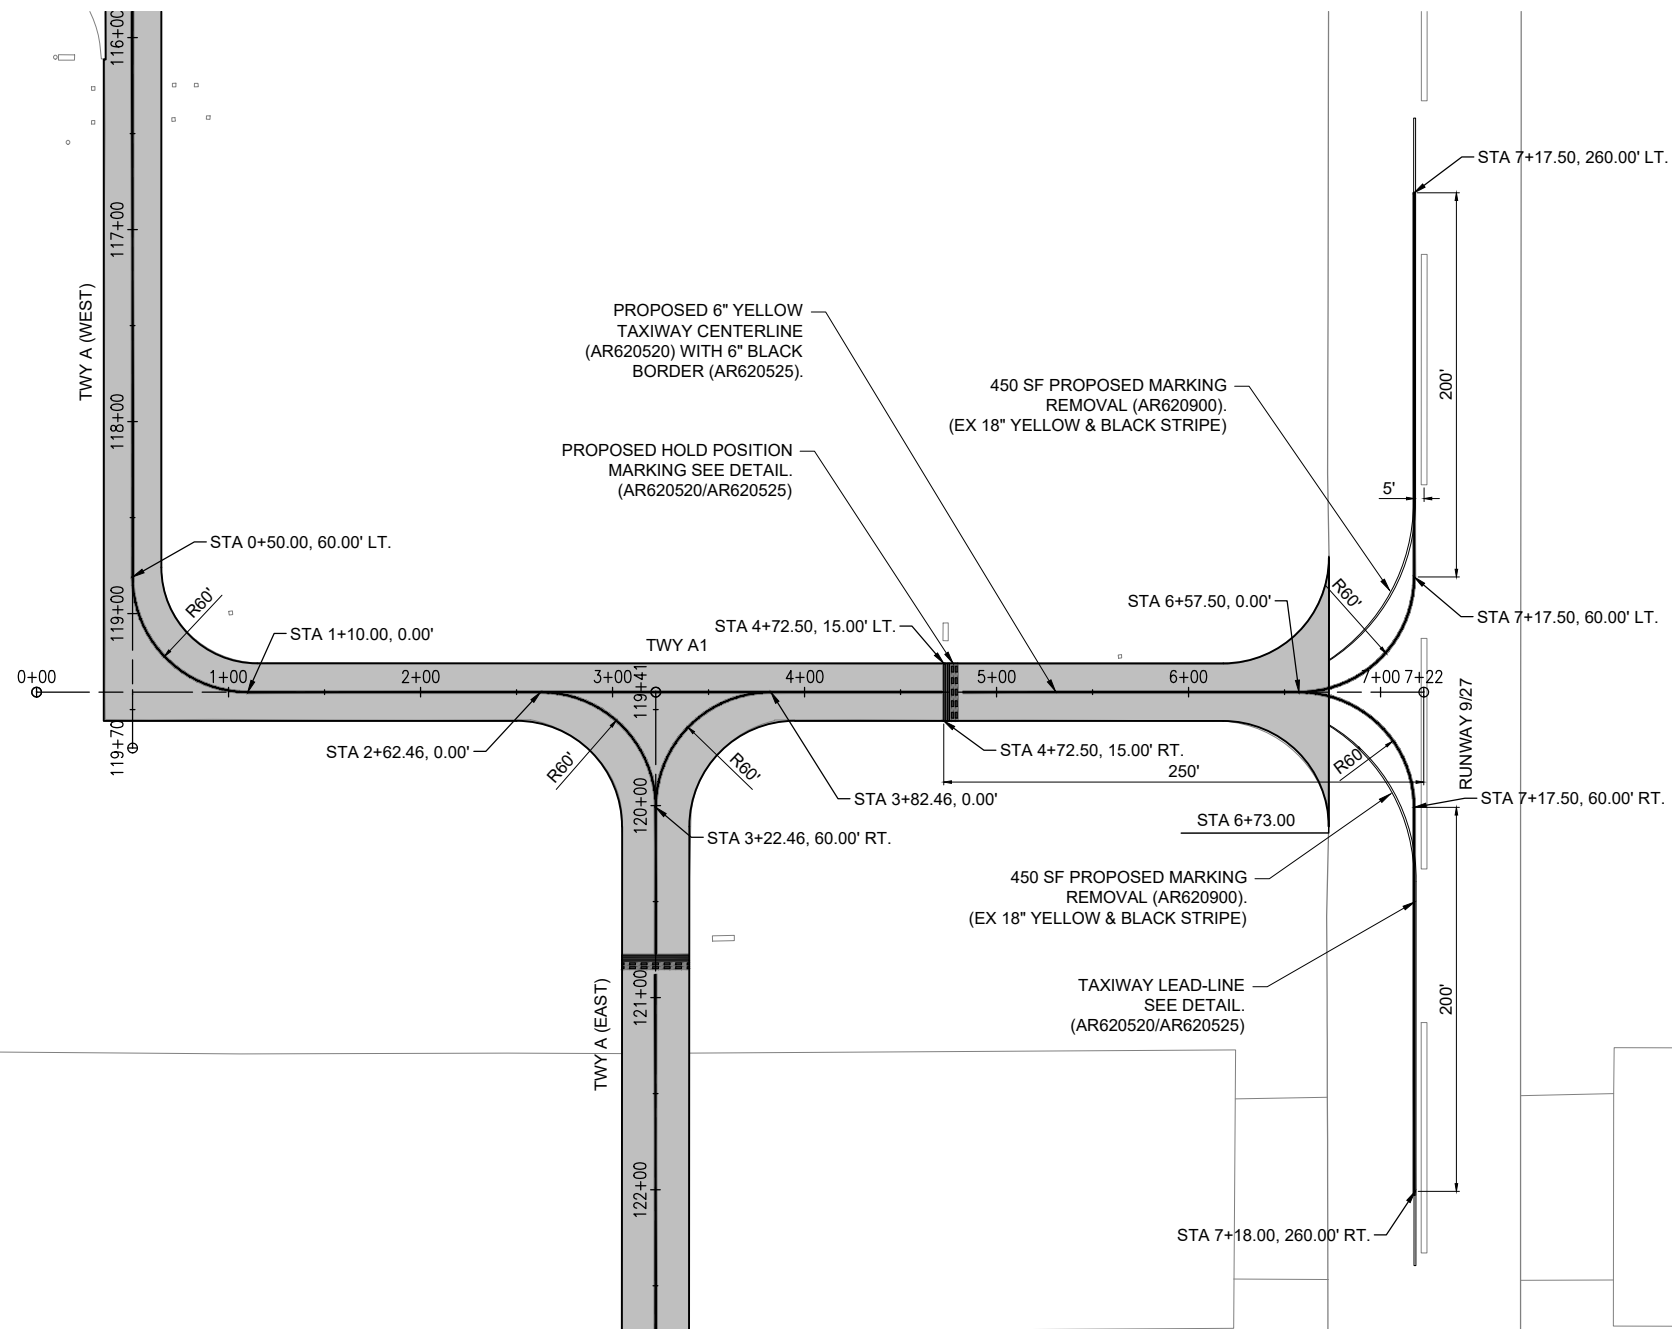 116+00
117+00
TWY A (WEST)
118+00
119+00
119+70
STA 7+17.50, 260.00' LT.
PROPOSED 6" YELLOW
TAXIWAY CENTERLINE
(AR620520) WITH 6" BLACK
BORDER (AR620525).
450 SF PROPOSED MARKING
REMOVAL (AR620900).
(EX 18" YELLOW & BLACK STRIPE)
200'
PROPOSED HOLD POSITION
MARKING SEE DETAIL.
(AR620520/AR620525)
5'
STA 0+50.00, 60.00' LT.
R60'
STA 1+10.00, 0.00'
TWY A1
STA 4+72.50, 15.00' LT.
STA 6+57.50, 0.00'
R60'
STA 7+17.50, 60.00' LT.
0+00
1+00
2+00
3+00
119+41
4+00
5+00
6+00
7+00
7+22
RUNWAY 9/27
STA 2+62.46, 0.00'
R60'
R60'
STA 4+72.50, 15.00' RT.
250'
R60'
STA 3+82.46, 0.00'
STA 7+17.50, 60.00' RT.
120+00
STA 3+22.46, 60.00' RT.
STA 6+73.00
450 SF PROPOSED MARKING
REMOVAL (AR620900).
(EX 18" YELLOW & BLACK STRIPE)
121+00
TWY A (EAST)
TAXIWAY LEAD-LINE
SEE DETAIL.
(AR620520/AR620525)
200'
122+00
STA 7+18.00, 260.00' RT.